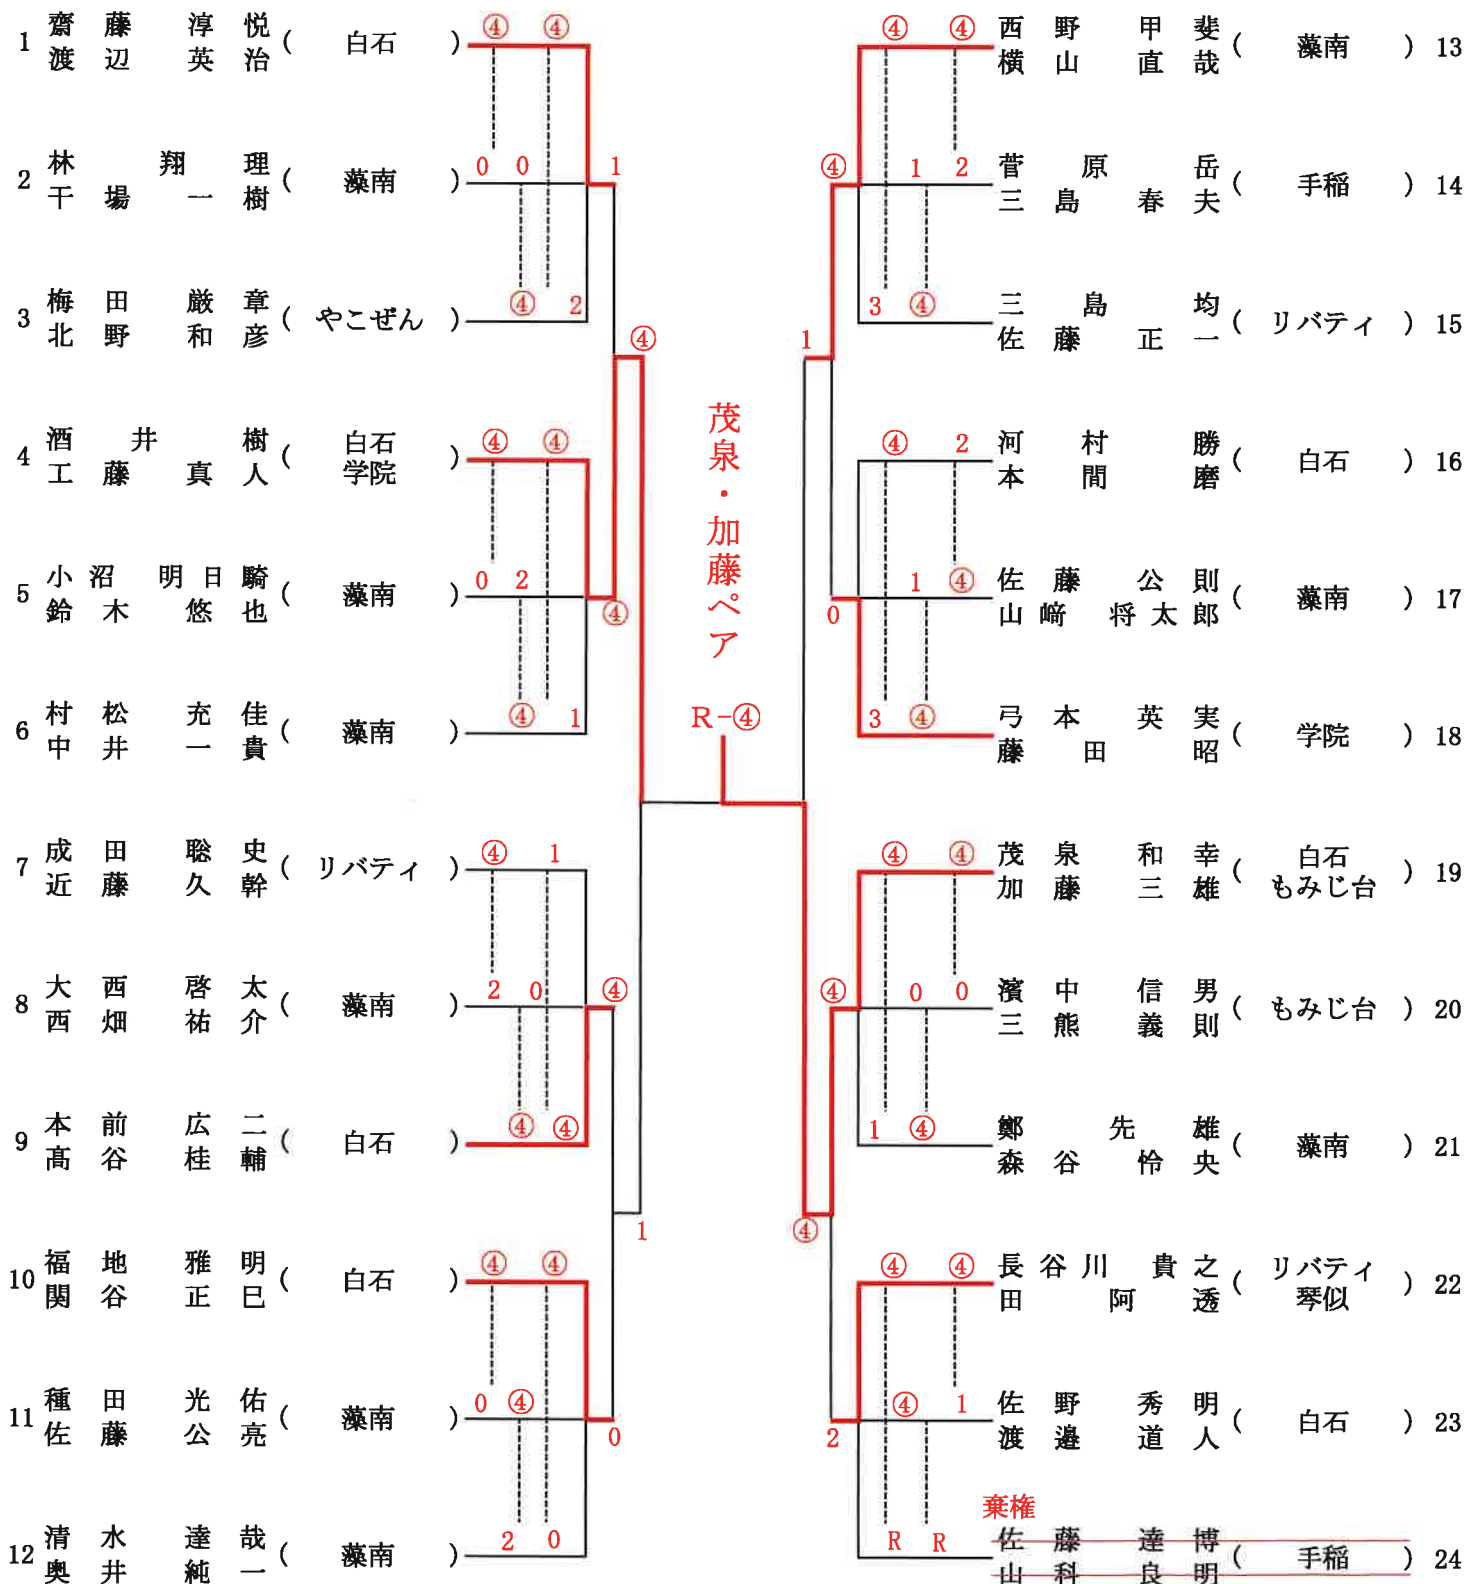 ④ ④
1 齋藤淳悦 渡辺英治 ( 白石 )
0 0 1
2 林翔理 干場一樹 ( 藻南 )
④ 2
3 梅田厳章 北野和彦 ( やこぜん )
④
④ ④
4 酒井樹 工藤真人 ( 白石 学院 )
0 2
5 小沼明日騎 鈴木悠也 ( 藻南 )
④
④ 1
6 村松充佳 中井一貴 ( 藻南 )
④ 1
7 成田聡史 近藤久幹 ( リバティ )
2 0 ④
8 大西啓太 西畑祐介 ( 藻南 )
④ ④
9 本前広二 髙谷桂輔 ( 白石 )
1
④ ④
10 福地雅明 関谷正巳 ( 白石 )
0 ④
11 種田光佑 佐藤公亮 ( 藻南 )
0
2 0
12 清水達哉 奥井純一 ( 藻南 )
茂泉・加藤ペア
R-④
④ ④
西野甲斐 横山直哉 ( 藻南 ) 13
④ 1 2
菅原岳 三島春夫 ( 手稲 ) 14
3 ④
三島均 佐藤正一 ( リバティ ) 15
1
④ 2
河村勝 本間磨 ( 白石 ) 16
1 ④
佐藤公則 山﨑将太郎 ( 藻南 ) 17
0
3 ④
弓本英実 藤田昭 ( 学院 ) 18
④ ④
茂泉和幸 加藤三雄 ( 白石 もみじ台 ) 19
④ 0 0
濱中信男 三熊義則 ( もみじ台 ) 20
1 ④
鄭先雄 森谷怜央 ( 藻南 ) 21
④
④ ④
長谷川貴之 田阿透 ( リバティ 琴似 ) 22
④ 1
佐野秀明 渡邉道人 ( 白石 ) 23
2
棄権
R R
佐藤達博 山科良明 ( 手稲 ) 24